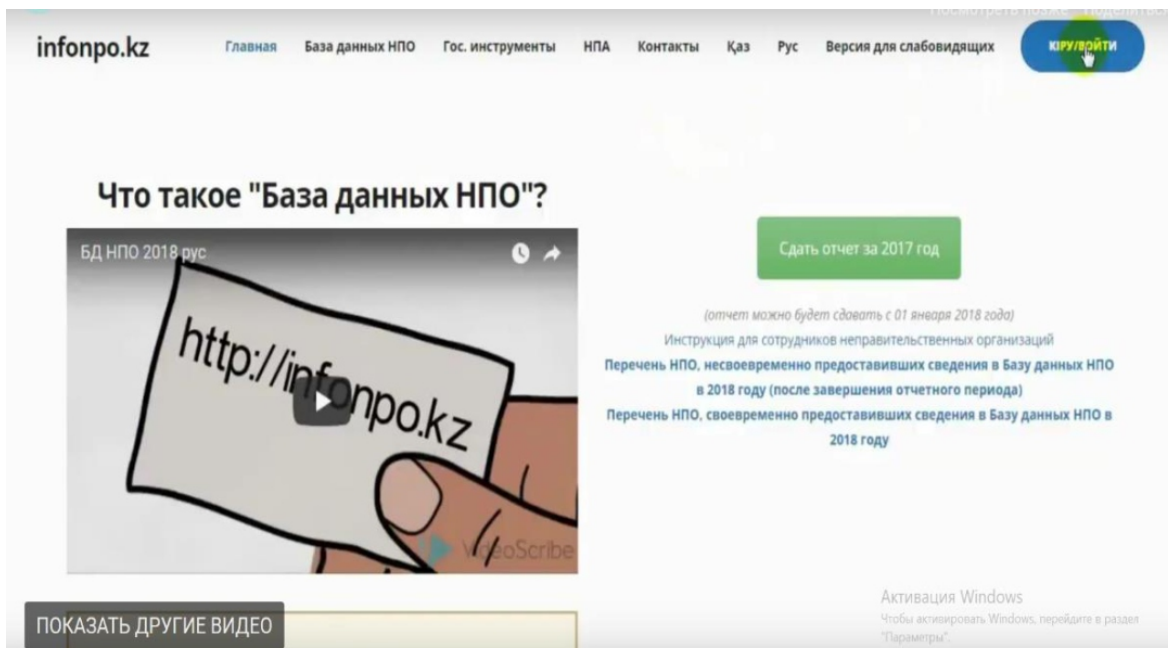 Посмотреть позже Поделиться
infonpo.kz
Главная База данных НПО Гос. инструменты НПА Контакты Қаз Рус Версия для слабовидящих
КІРУ/ВОЙТИ
Что такое "База данных НПО"?
БД НПО 2018 рус
http://infonpo.kz
VideoScribe
Сдать отчет за 2017 год
(отчет можно будет сдавать с 01 января 2018 года)
Инструкция для сотрудников неправительственных организаций
Перечень НПО, несвоевременно предоставивших сведения в Базу данных НПО
в 2018 году (после завершения отчетного периода)
Перечень НПО, своевременно предоставивших сведения в Базу данных НПО в
2018 году
Активация Windows
Чтобы активировать Windows, перейдите в раздел
"Параметры".
ПОКАЗАТЬ ДРУГИЕ ВИДЕО